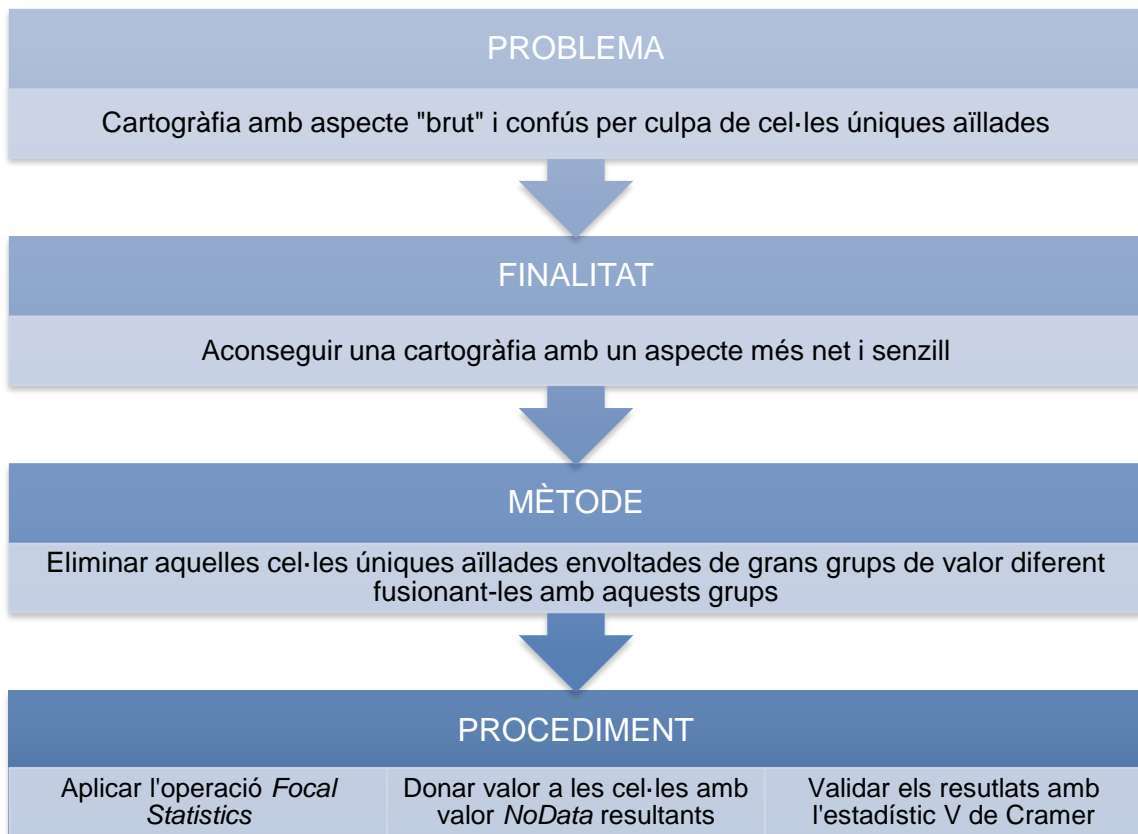 PROBLEMA
Cartogràfia amb aspecte "brut" i confús per culpa de cel·les úniques aïllades
FINALITAT
Aconseguir una cartogràfia amb un aspecte més net i senzill
MÈTODE
Eliminar aquelles cel·les úniques aïllades envoltades de grans grups de valor diferent
fusionant-les amb aquests grups
PROCEDIMENT
Aplicar l'operació Focal
Statistics
Donar valor a les cel·les amb
valor NoData resultants
Validar els resutlats amb
l'estadístic V de Cramer